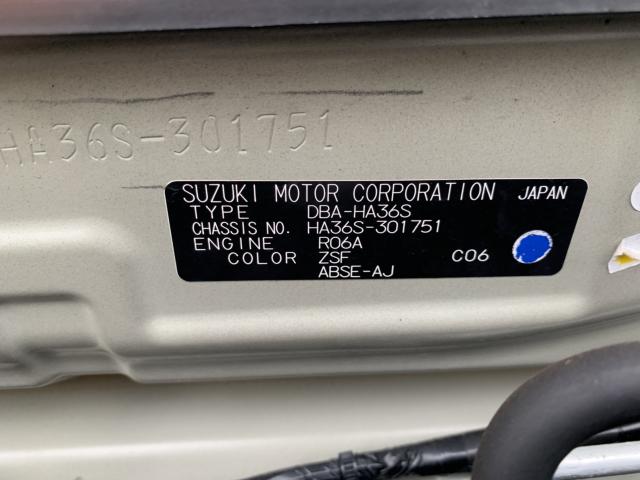 HA36S-301751
SUZUKI MOTOR CORPORATION JAPAN
TYPE DBA-HA36S
CHASSIS NO. HA36S-301751
ENGINE R06A
COLOR ZSF C06
ABSE-AJ